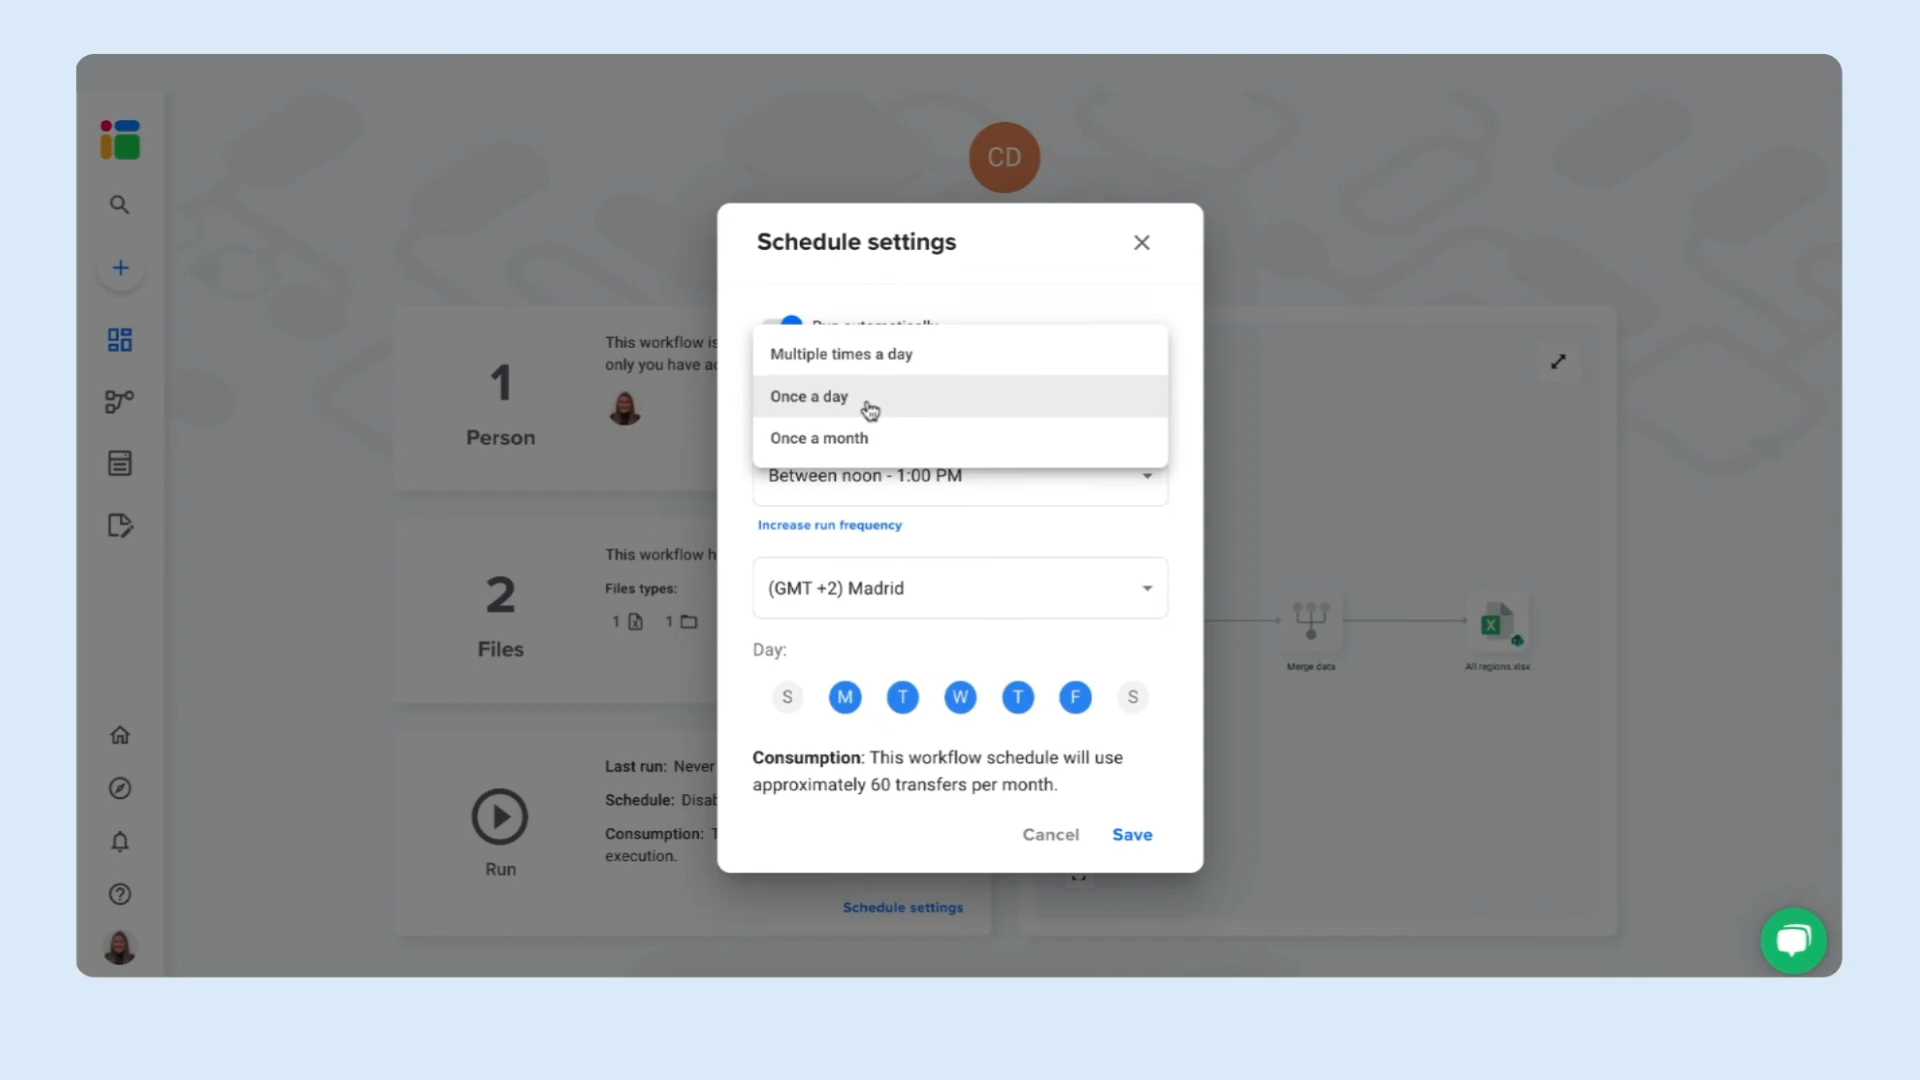 CD
Schedule settings
Run automatically
Multiple times a day
Once a day
Once a month
Between noon - 1:00 PM
Increase run frequency
(GMT +2) Madrid
Day:
S M T W T F S
Consumption: This workflow schedule will use
approximately 60 transfers per month.
Cancel Save
1
Person
This workflow is
only you have
2
Files
This workflow
Files types:
1 1
Run
Last run: Never
Schedule:
Consumption:
execution.
Schedule settings
Merge data
All regions.xlsx